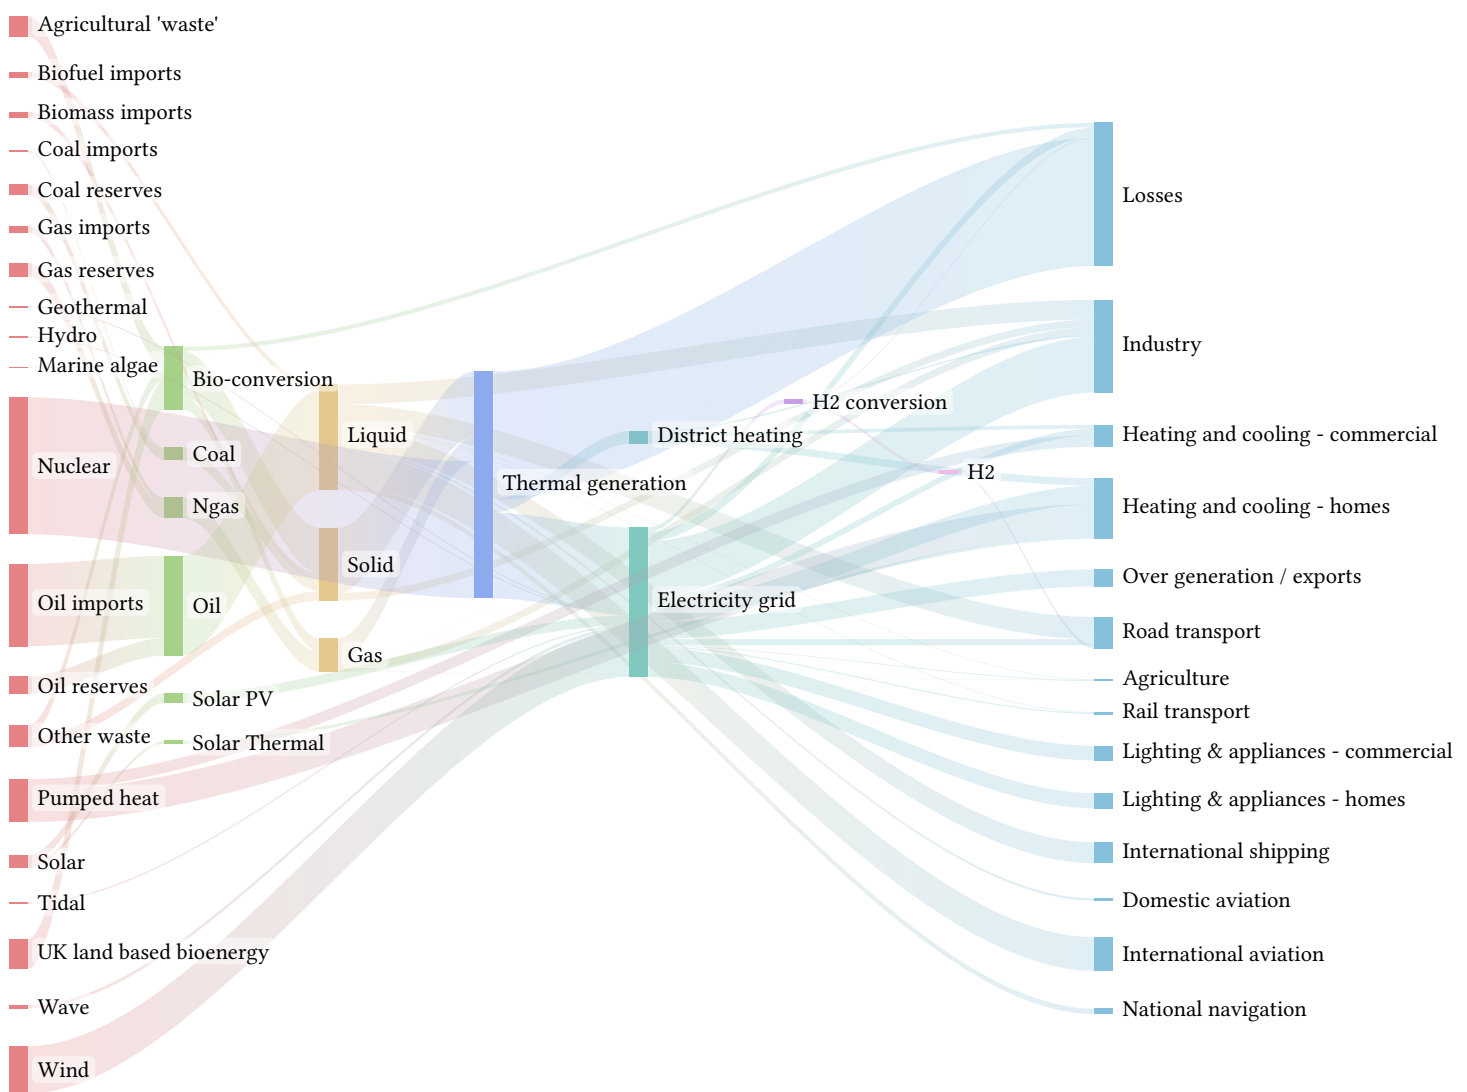 Agricultural 'waste'
Biofuel imports
Biomass imports
Coal imports
Coal reserves
Gas imports
Gas reserves
Geothermal
Hydro
Marine algae
Nuclear
Oil imports
Oil reserves
Other waste
Pumped heat
Solar
Tidal
UK land based bioenergy
Wave
Wind
Bio-conversion
Coal
Ngas
Oil
Solar PV
Solar Thermal
Liquid
Solid
Gas
Thermal generation
District heating
Electricity grid
H2 conversion
H2
Losses
Industry
Heating and cooling - commercial
Heating and cooling - homes
Over generation / exports
Road transport
Agriculture
Rail transport
Lighting & appliances - commercial
Lighting & appliances - homes
International shipping
Domestic aviation
International aviation
National navigation